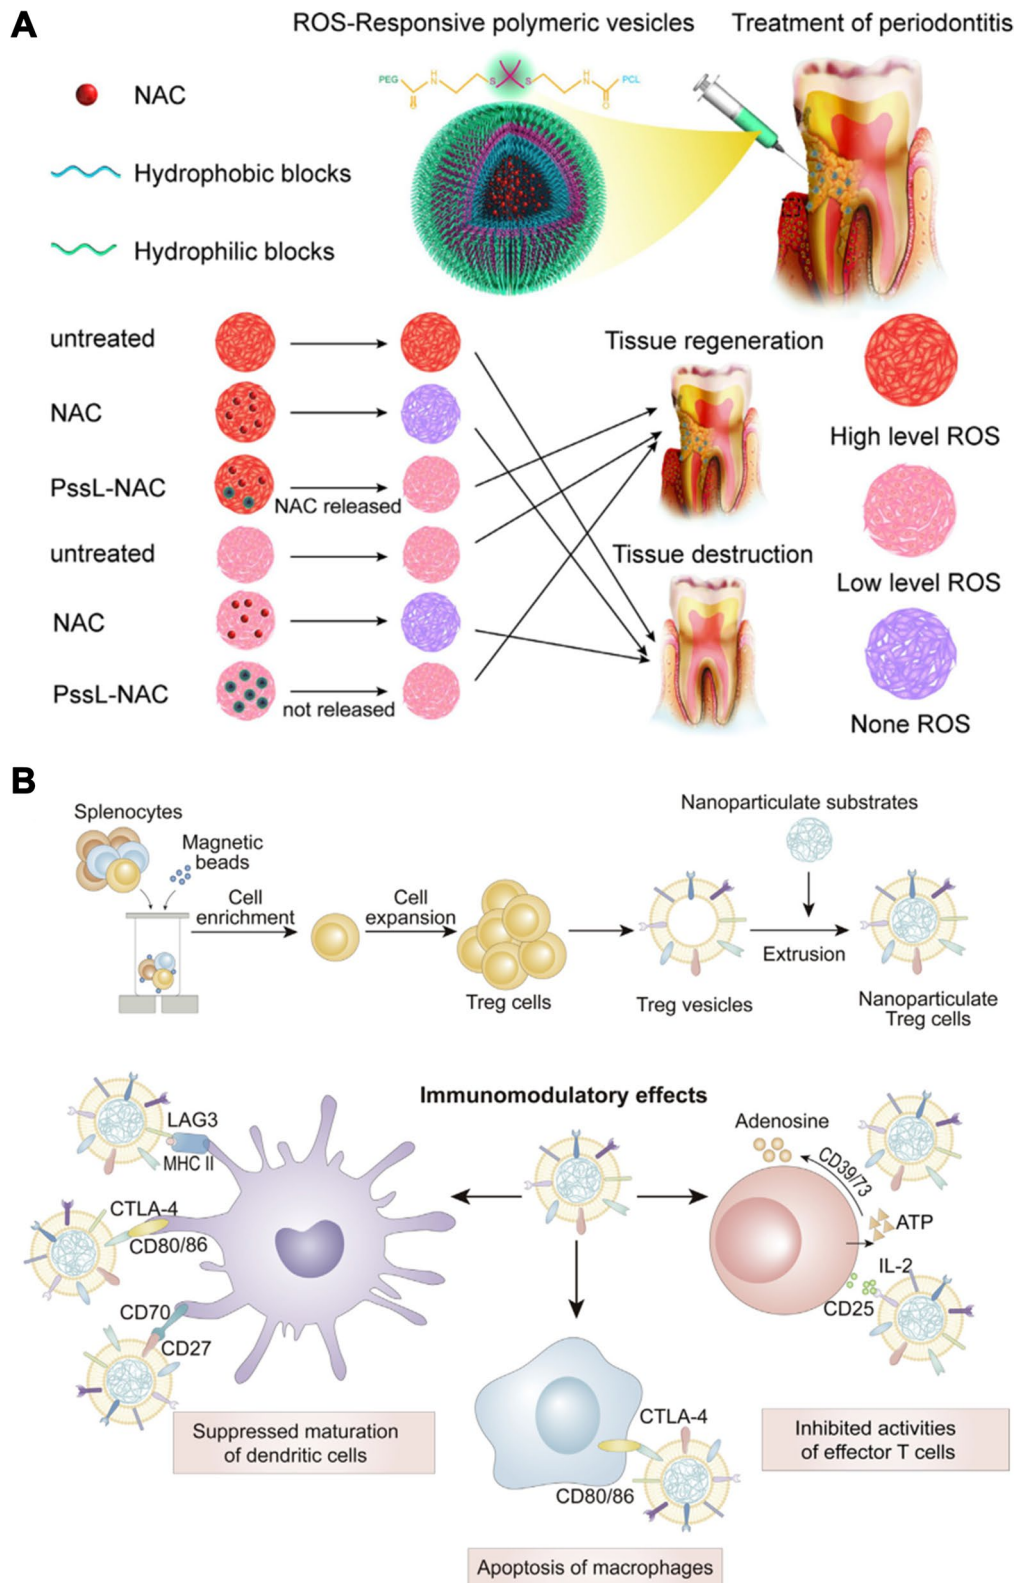 A
ROS-Responsive polymeric vesicles
Treatment of periodontitis
NAC
Hydrophobic blocks
Hydrophilic blocks
PEG
H
N
O
S
S
H
N
O
PCL
untreated
NAC
PssL-NAC
NAC released
untreated
NAC
PssL-NAC
not released
Tissue regeneration
Tissue destruction
High level ROS
Low level ROS
None ROS
B
Splenocytes
Magnetic
beads
Cell
enrichment
Cell
expansion
Treg cells
Treg vesicles
Nanoparticulate substrates
Extrusion
Nanoparticulate
Treg cells
Immunomodulatory effects
LAG3
MHC II
CTLA-4
CD80/86
CD70
CD27
Suppressed maturation
of dendritic cells
CTLA-4
CD80/86
Apoptosis of macrophages
Adenosine
CD39/73
ATP
IL-2
CD25
Inhibited activities
of effector T cells